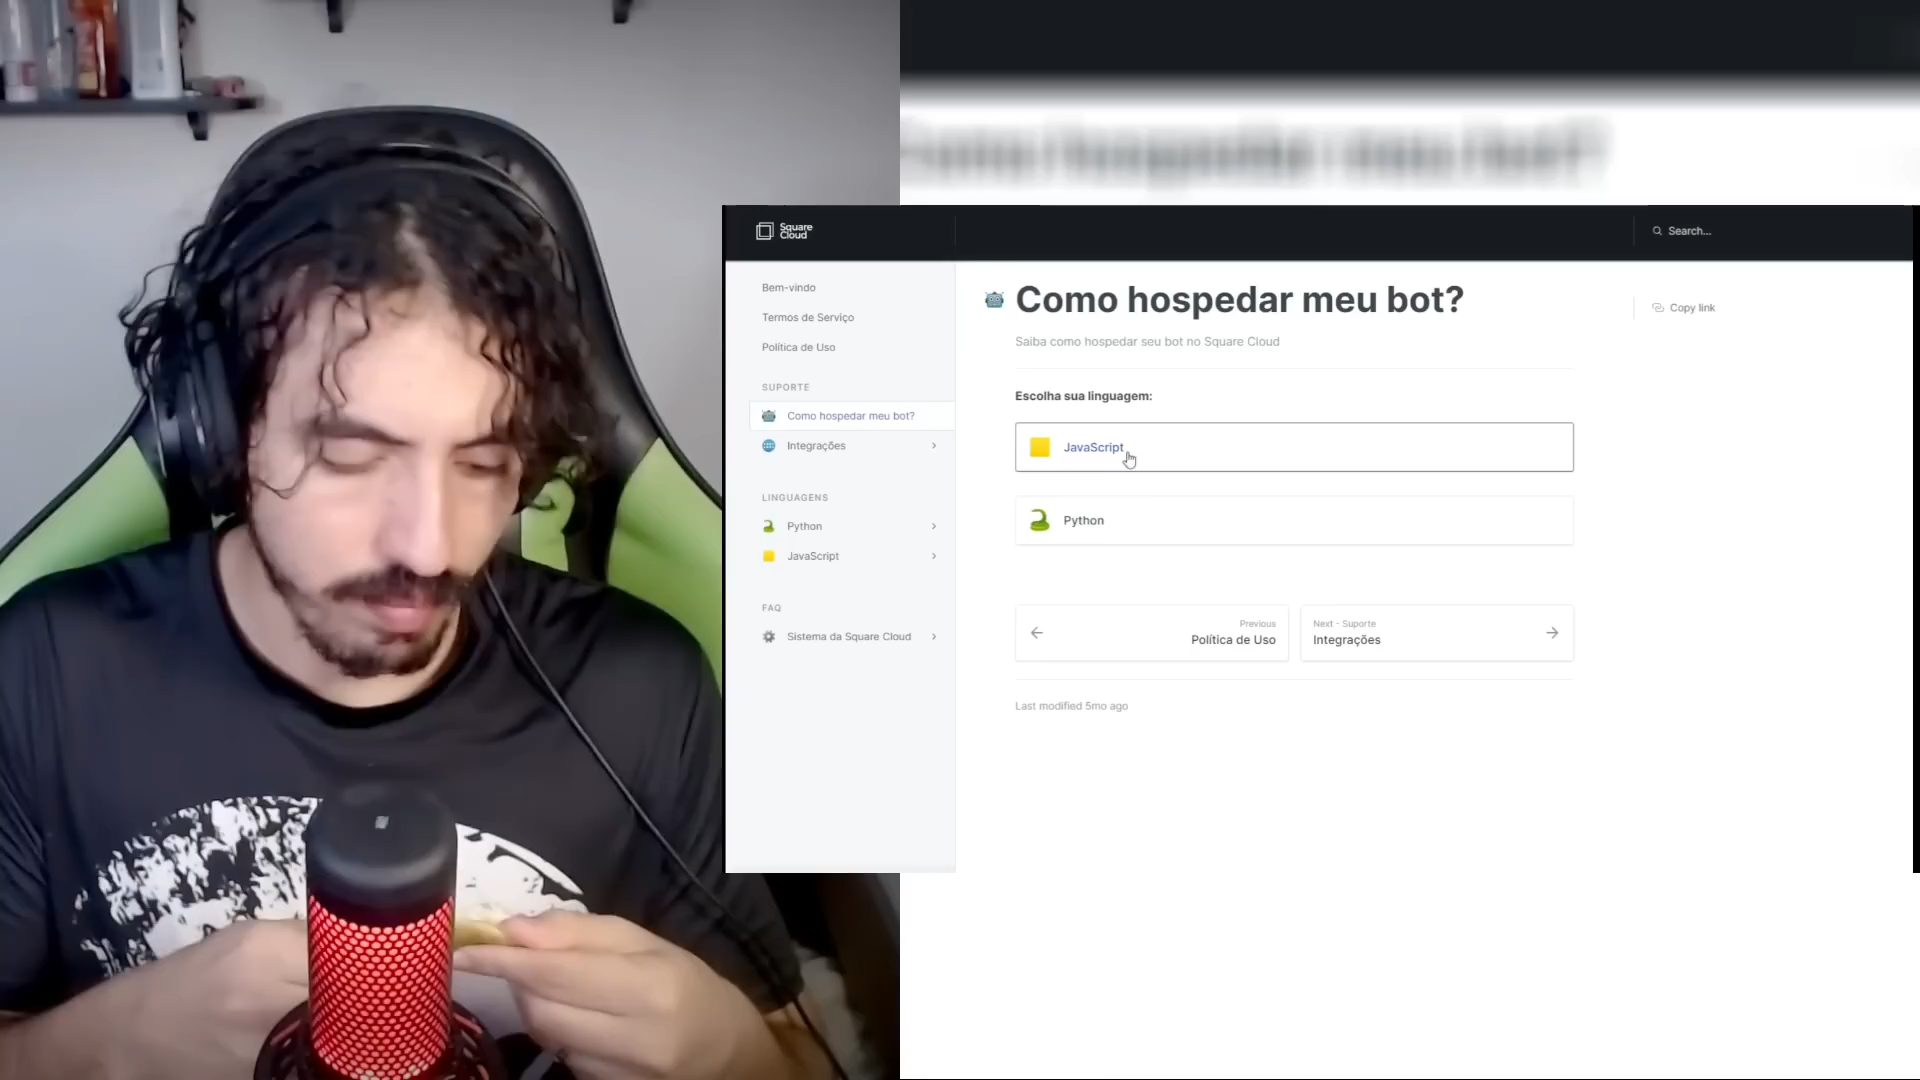 Square
Cloud
Search...
Bem-vindo
Termos de Serviço
Política de Uso
SUPORTE
Como hospedar meu bot?
Integrações
LINGUAGENS
Python
JavaScript
FAQ
Sistema da Square Cloud
Como hospedar meu bot?
Saiba como hospedar seu bot no Square Cloud
Copy link
Escolha sua linguagem:
JavaScript
Python
Previous
Política de Uso
Next - Suporte
Integrações
Last modified 5mo ago